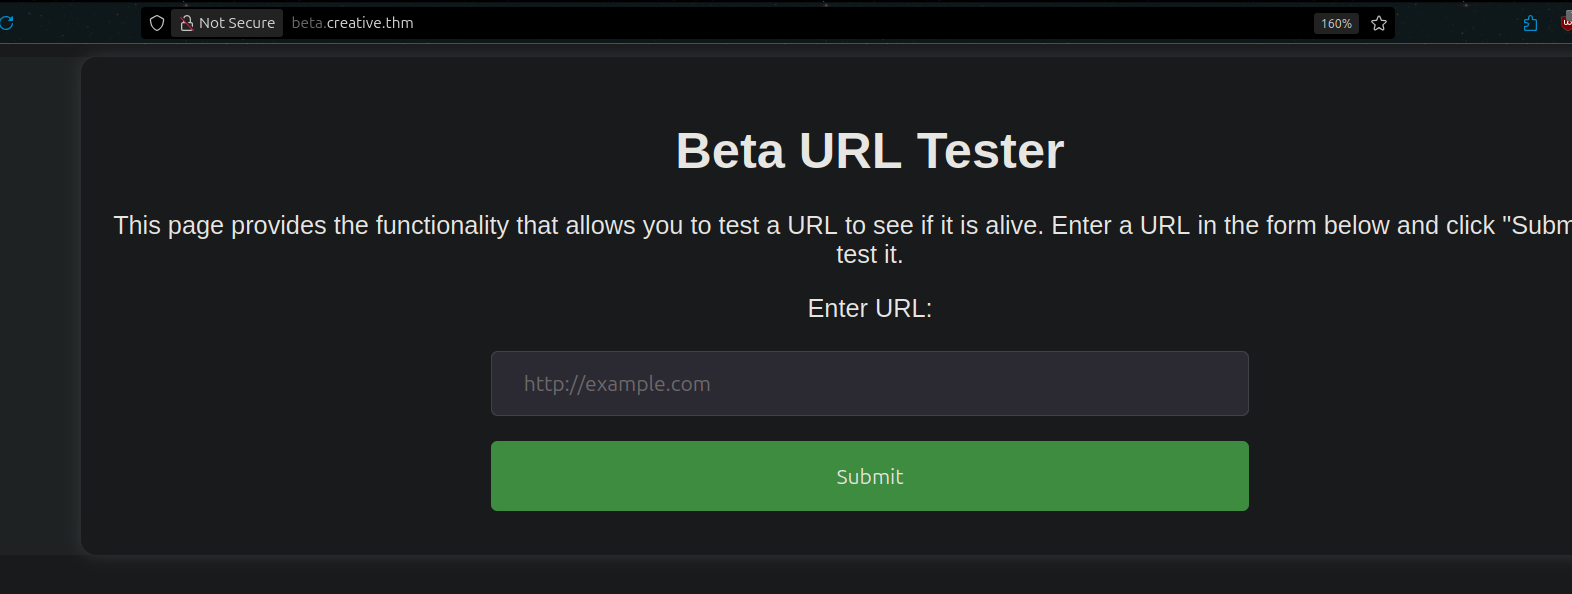 Not Secure beta.creative.thm 160%
Beta URL Tester
This page provides the functionality that allows you to test a URL to see if it is alive. Enter a URL in the form below and click "Subm
test it.
Enter URL:
http://example.com
Submit